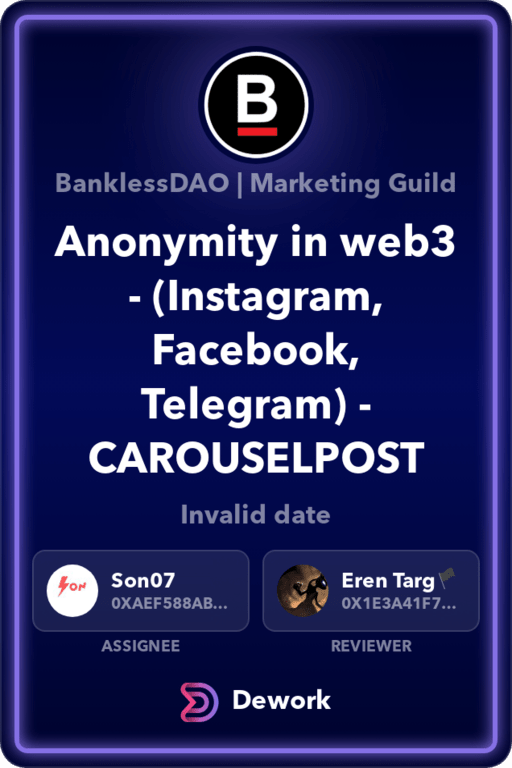 B
BanklessDAO | Marketing Guild
Anonymity in web3
- (Instagram,
Facebook,
Telegram) -
CAROUSELPOST
Invalid date
SON
Son07
0XAEF588AB...
Eren Targ🏴
0X1E3A41F7...
ASSIGNEE
REVIEWER
Dework